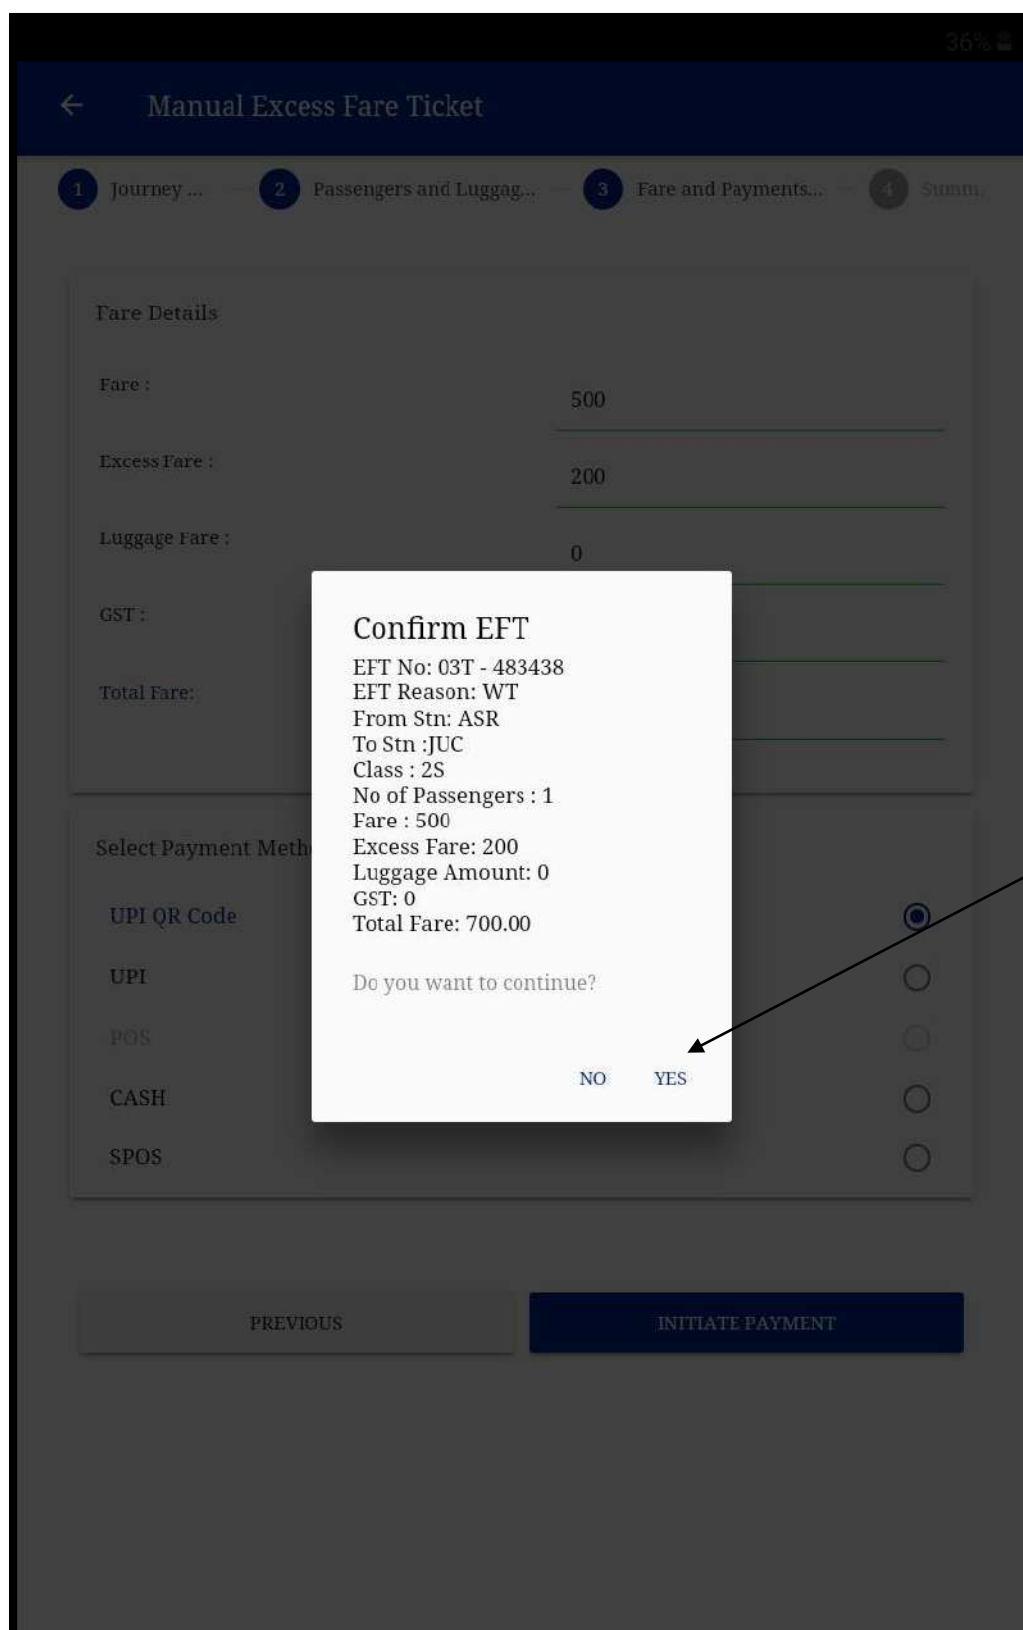 36%
Manual Excess Fare Ticket
1 Journey ... 2 Passengers and Luggag... 3 Fare and Payments... 4 Summ.
Fare Details
Fare :
500
Excess Fare :
200
Luggage Fare :
0
GST :
Total Fare:
Confirm EFT
EFT No: 03T - 483438
EFT Reason: WT
From Stn: ASR
To Stn :JUC
Class : 2S
No of Passengers : 1
Fare : 500
Excess Fare: 200
Luggage Amount: 0
GST: 0
Total Fare: 700.00
Do you want to continue?
NO YES
Select Payment Meth
UPI QR Code
UPI
POS
CASH
SPOS
PREVIOUS INITIATE PAYMENT